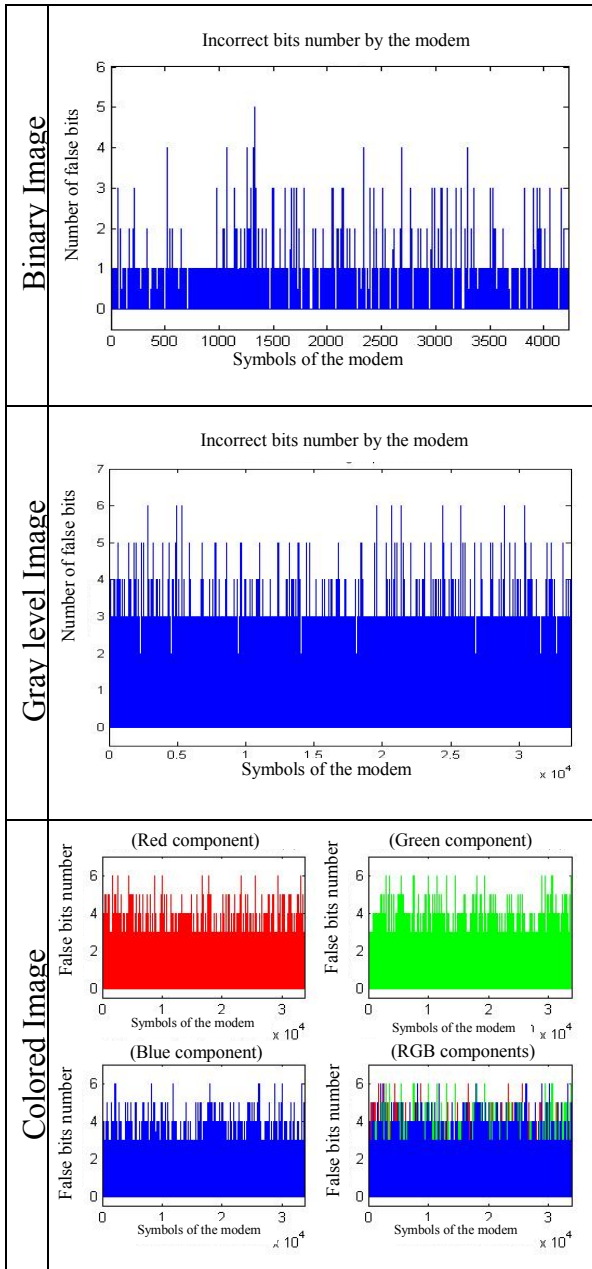 Binary Image
Incorrect bits number by the modem
Number of false bits
6
5
4
3
2
1
0
0 500 1000 1500 2000 2500 3000 3500 4000
Symbols of the modem
Gray level Image
Incorrect bits number by the modem
Number of false bits
7
6
5
4
3
2
1
0
0 0.5 1 1.5 2 2.5 3
Symbols of the modem
x 10^4
Colored Image
(Red component)
False bits number
6
4
2
0
0 1 2 3
Symbols of the modem
x 10^4
(Green component)
False bits number
6
4
2
0
0 1 2 3
Symbols of the modem
x 10^4
(Blue component)
False bits number
6
4
2
0
0 1 2 3
Symbols of the modem
10^4
(RGB components)
False bits number
6
4
2
0
0 1 2 3
Symbols of the modem
x 10^4